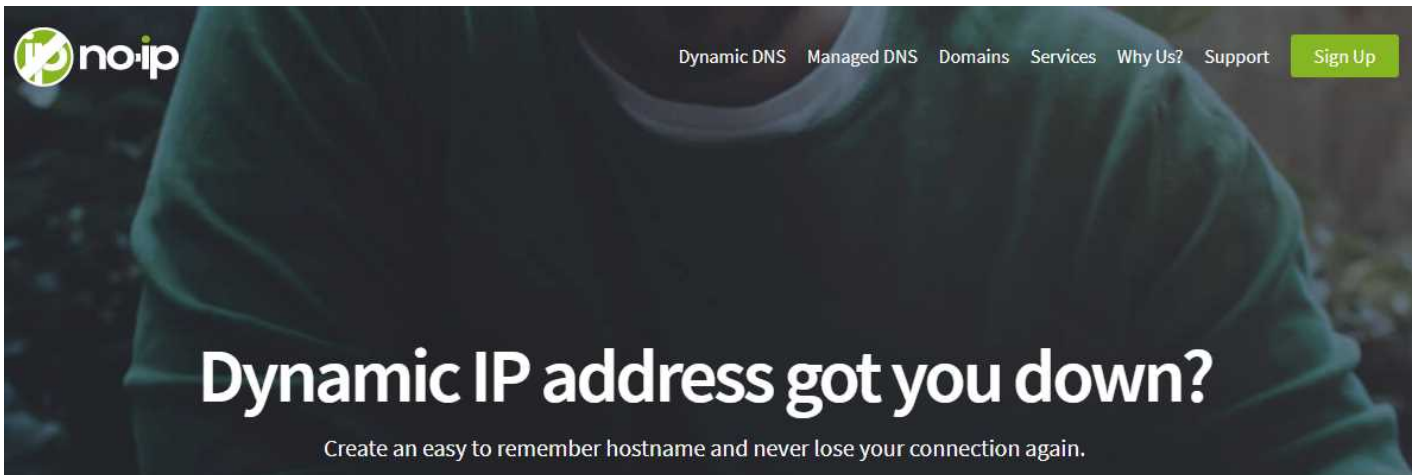 ip no-ip
Dynamic DNS Managed DNS Domains Services Why Us? Support Sign Up
Dynamic IP address got you down?
Create an easy to remember hostname and never lose your connection again.